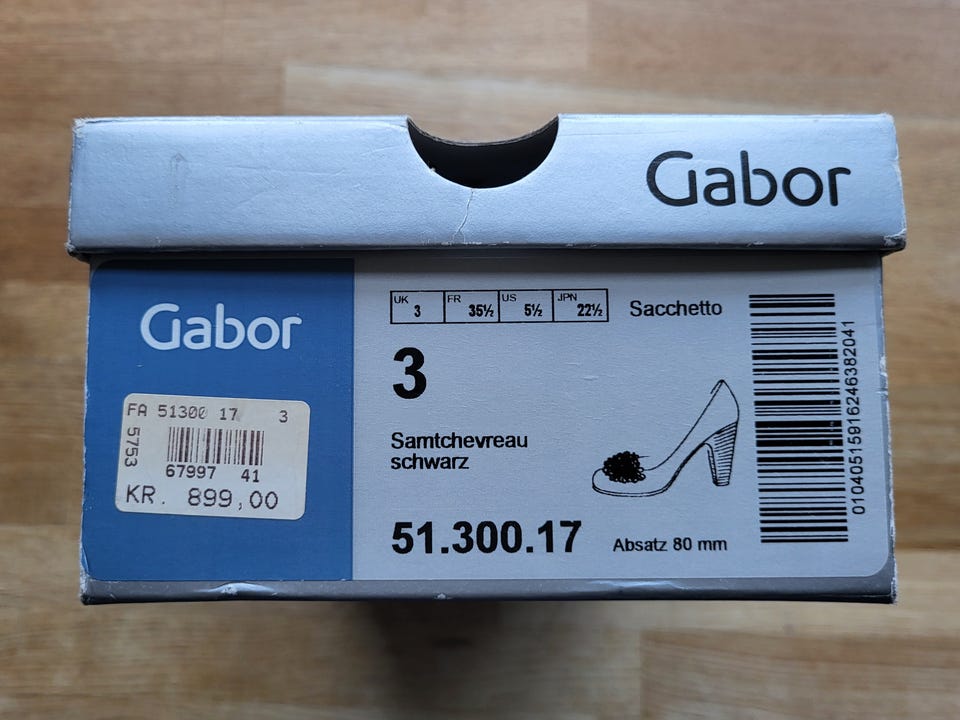 Gabor
Gabor
FA 51300 17 3
5753
67997 41
KR. 899,00
UK 3 FR 35½ US 5½ JPN 22½
Sacchetto
3
Samtchevreau
schwarz
51.300.17
Absatz 80 mm
01040515916246382041